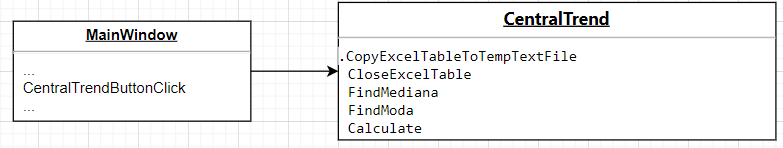 MainWindow
...
CentralTrendButtonClick
...
CentralTrend
.CopyExcelTableToTempTextFile
CloseExcelTable
FindMediana
FindModa
Calculate